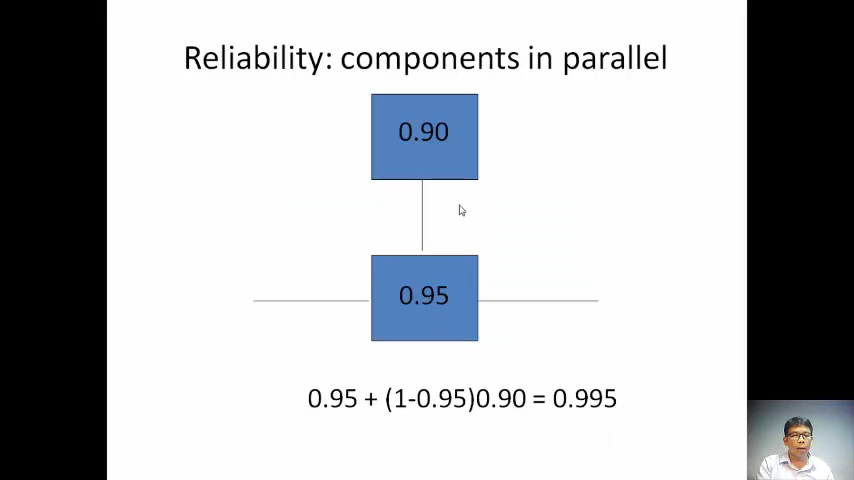 Reliability: components in parallel
0.90
0.95
0.95 + (1-0.95)0.90 = 0.995